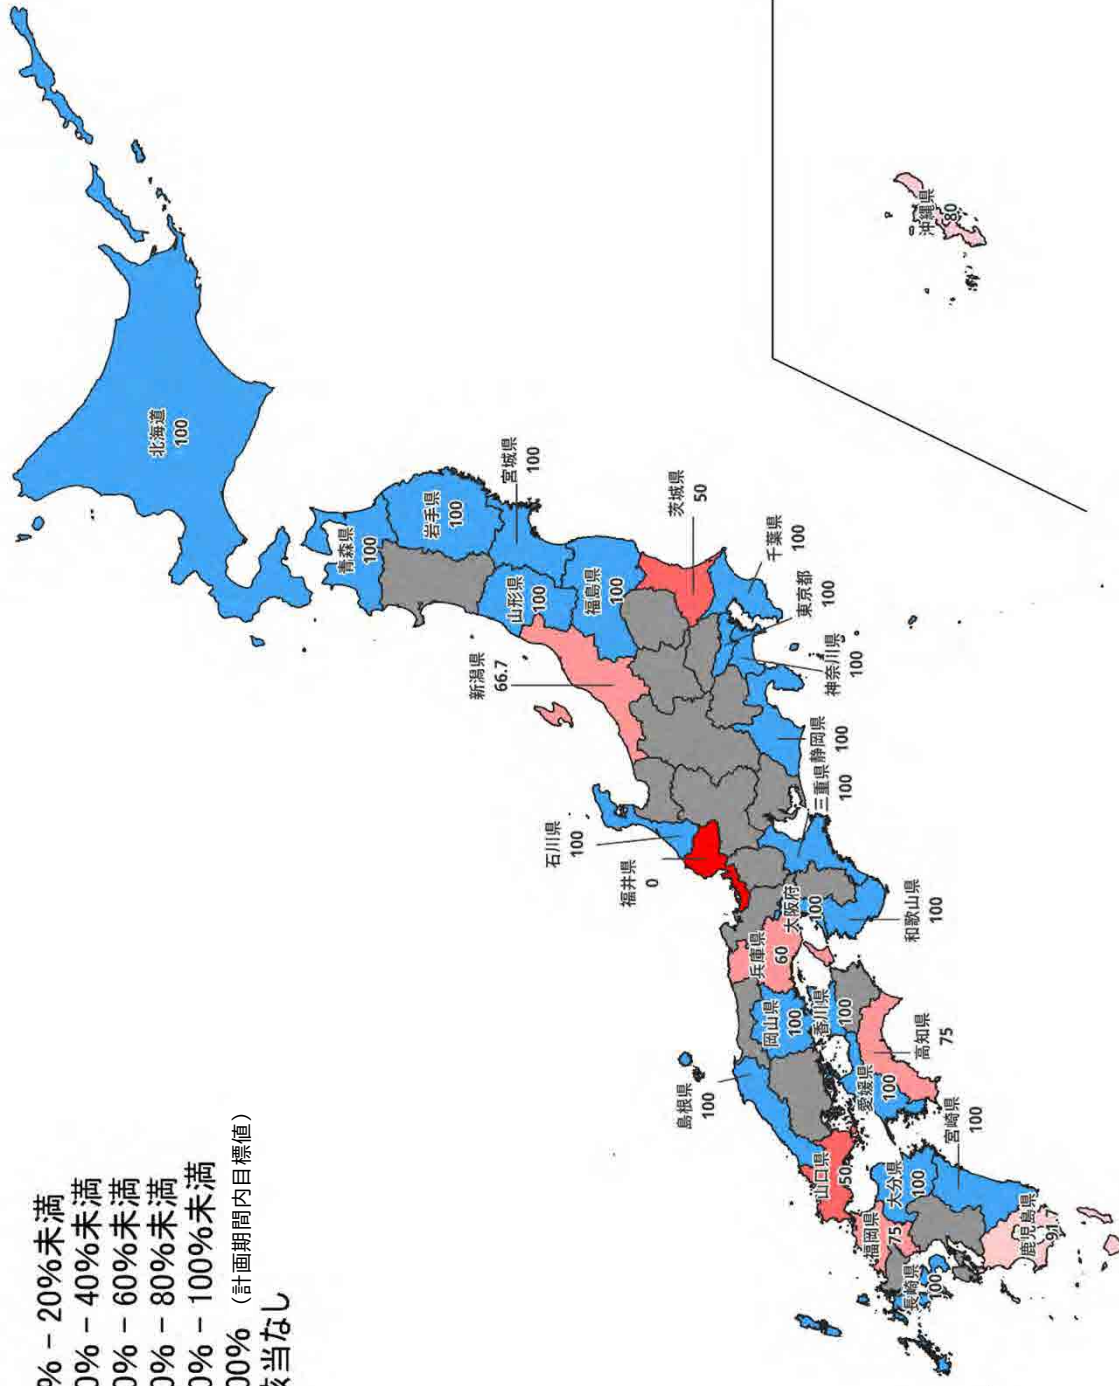 % – 20%未満
0% – 40%未満
0% – 60%未満
0% – 80%未満
0% – 100%未満
00% （計画期間内目標値）
該当なし
北海道
100
青森県
100
岩手県
100
宮城県
100
山形県
100
福島県
100
新潟県
66.7
茨城県
50
千葉県
100
東京都
100
神奈川県
100
静岡県
100
三重県
100
石川県
100
福井県
0
大阪府
100
和歌山県
100
兵庫県
60
岡山県
100
香川県
100
高知県
75
愛媛県
100
島根県
100
山口県
50
福岡県
75
大分県
100
宮崎県
100
長崎県
100
鹿児島県
91
沖縄県
80